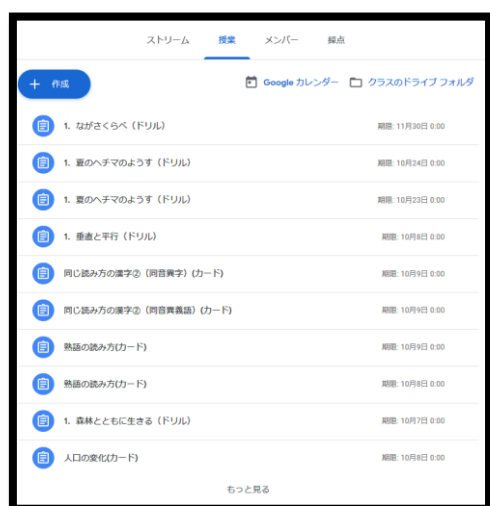 ストリーム 授業 メンバー 採点
+ 作成 Google カレンダー クラスのドライブ フォルダ
1. ながさくらべ（ドリル） 期限: 11月30日 0:00
1. 夏のヘチマのようす（ドリル） 期限: 10月24日 0:00
1. 夏のヘチマのようす（ドリル） 期限: 10月23日 0:00
1. 垂直と平行（ドリル） 期限: 10月8日 0:00
同じ読み方の漢字②（同音異字）(カード) 期限: 10月9日 0:00
同じ読み方の漢字②（同音異義語）(カード) 期限: 10月9日 0:00
熟語の読み方(カード) 期限: 10月9日 0:00
熟語の読み方(カード) 期限: 10月8日 0:00
1. 森林とともに生きる（ドリル） 期限: 10月7日 0:00
人口の変化(カード) 期限: 10月8日 0:00
もっと見る